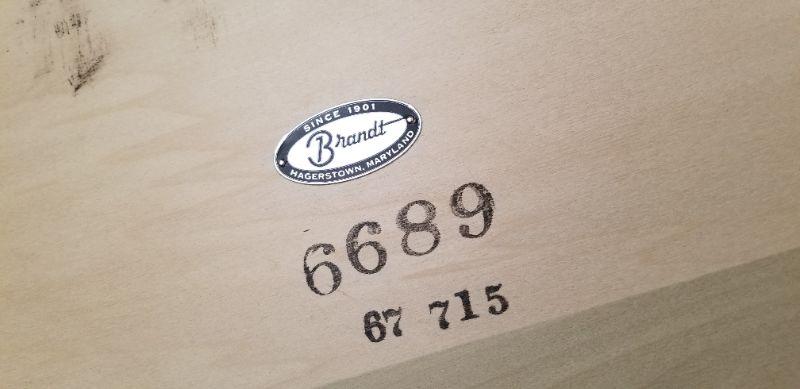 SINCE 1901
Brandt
HAGERSTOWN, MARYLAND
6689
67 715